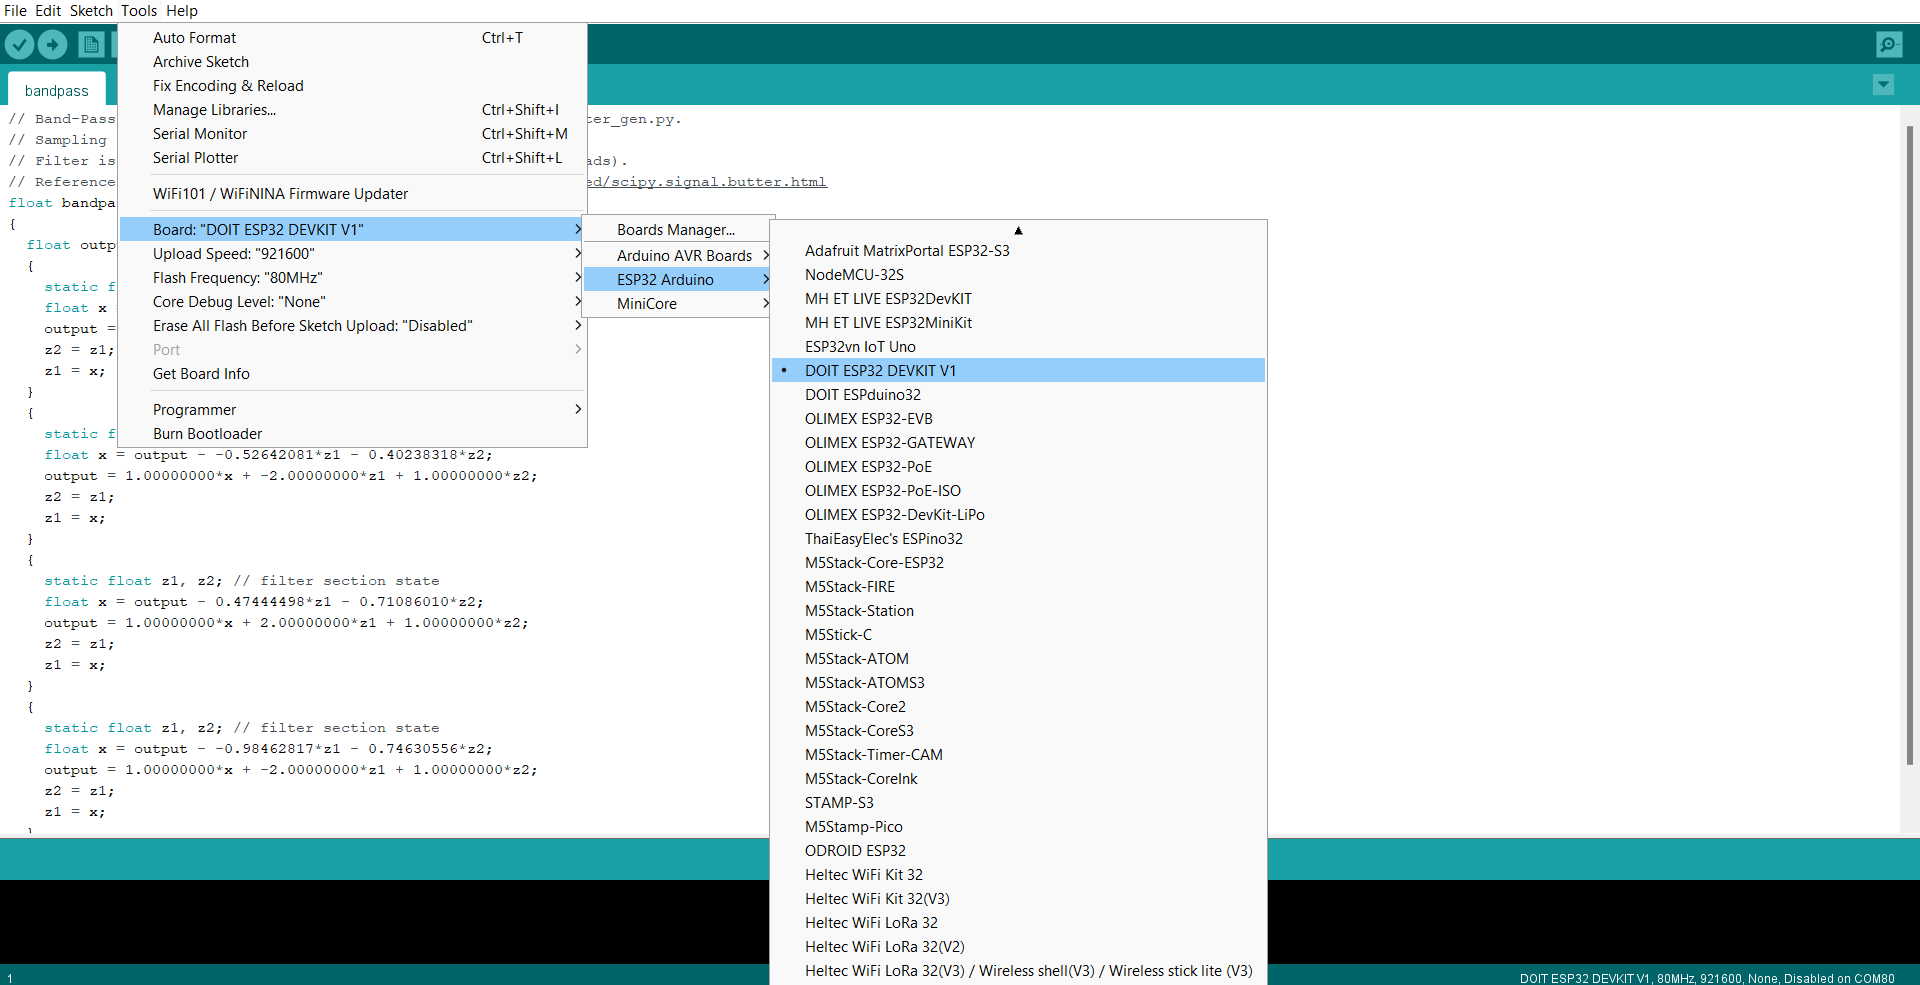 File Edit Sketch Tools Help
bandpass
Auto Format Ctrl+T
Archive Sketch
Fix Encoding & Reload
Manage Libraries... Ctrl+Shift+I
Serial Monitor Ctrl+Shift+M
Serial Plotter Ctrl+Shift+L
WiFi101 / WiFiNINA Firmware Updater
Board: "DOIT ESP32 DEVKIT V1"
Upload Speed: "921600"
Flash Frequency: "80MHz"
Core Debug Level: "None"
Erase All Flash Before Sketch Upload: "Disabled"
Port
Get Board Info
Programmer
Burn Bootloader
Boards Manager...
Arduino AVR Boards
ESP32 Arduino
MiniCore
Adafruit MatrixPortal ESP32-S3
NodeMCU-32S
MH ET LIVE ESP32DevKIT
MH ET LIVE ESP32MiniKit
ESP32vn IoT Uno
• DOIT ESP32 DEVKIT V1
DOIT ESPduino32
OLIMEX ESP32-EVB
OLIMEX ESP32-GATEWAY
OLIMEX ESP32-PoE
OLIMEX ESP32-PoE-ISO
OLIMEX ESP32-DevKit-LiPo
ThaiEasyElec's ESPino32
M5Stack-Core-ESP32
M5Stack-FIRE
M5Stack-Station
M5Stick-C
M5Stack-ATOM
M5Stack-ATOMS3
M5Stack-Core2
M5Stack-CoreS3
M5Stack-Timer-CAM
M5Stack-CoreInk
STAMP-S3
M5Stamp-Pico
ODROID ESP32
Heltec WiFi Kit 32
Heltec WiFi Kit 32(V3)
Heltec WiFi LoRa 32
Heltec WiFi LoRa 32(V2)
Heltec WiFi LoRa 32(V3) / Wireless shell(V3) / Wireless stick lite (V3)
// Band-Pass ter_gen.py.
// Sampling
// Filter is ads).
// Reference ed/scipy.signal.butter.html
float bandpa
{
float outp
{
static f
float x
output =
z2 = z1;
z1 = x;
}
{
static f
float x = output - -0.52642081*z1 - 0.40238318*z2;
output = 1.00000000*x + -2.00000000*z1 + 1.00000000*z2;
z2 = z1;
z1 = x;
}
{
static float z1, z2; // filter section state
float x = output - 0.47444498*z1 - 0.71086010*z2;
output = 1.00000000*x + 2.00000000*z1 + 1.00000000*z2;
z2 = z1;
z1 = x;
}
{
static float z1, z2; // filter section state
float x = output - -0.98462817*z1 - 0.74630556*z2;
output = 1.00000000*x + -2.00000000*z1 + 1.00000000*z2;
z2 = z1;
z1 = x;
}
1
DOIT ESP32 DEVKIT V1, 80MHz, 921600, None, Disabled on COM80